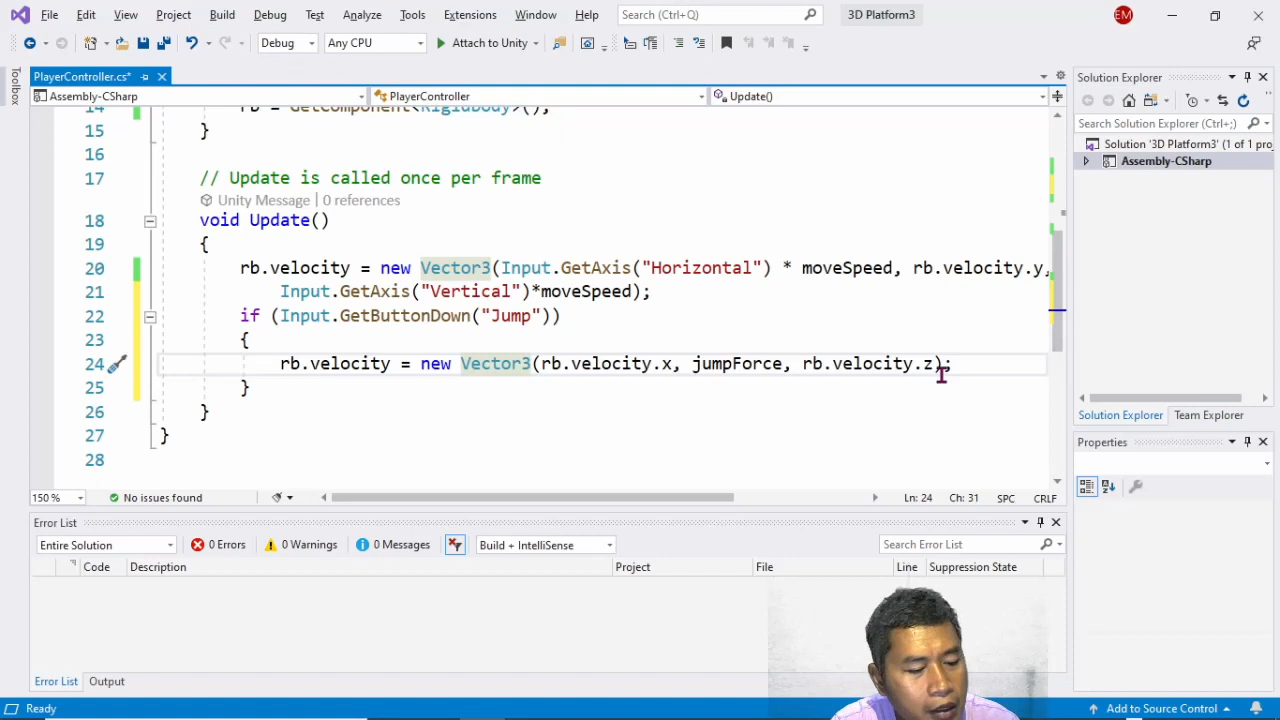 File Edit View Project Build Debug Test Analyze Tools Extensions Window Help Search (Ctrl+Q) 3D Platform3 EM
Debug Any CPU Attach to Unity
Toolbox
PlayerController.cs*
Assembly-CSharp PlayerController Update()
14 rb = GetComponent<Rigidbody>();
15 }
16
17 // Update is called once per frame
Unity Message | 0 references
18 void Update()
19 {
20 rb.velocity = new Vector3(Input.GetAxis("Horizontal") * moveSpeed, rb.velocity.y,
21 Input.GetAxis("Vertical")*moveSpeed);
22 if (Input.GetButtonDown("Jump"))
23 {
24 rb.velocity = new Vector3(rb.velocity.x, jumpForce, rb.velocity.z);
25 }
26 }
27 }
28
150 % No issues found Ln: 24 Ch: 31 SPC CRLF
Error List
Entire Solution 0 Errors 0 Warnings 0 Messages Build + IntelliSense Search Error List
Code Description Project File Line Suppression State
Error List Output
Ready Add to Source Control
Solution Explorer
Search Solution Explorer (Ctrl+;)
Solution '3D Platform3' (1 of 1 proj
Assembly-CSharp
Solution Explorer Team Explorer
Properties